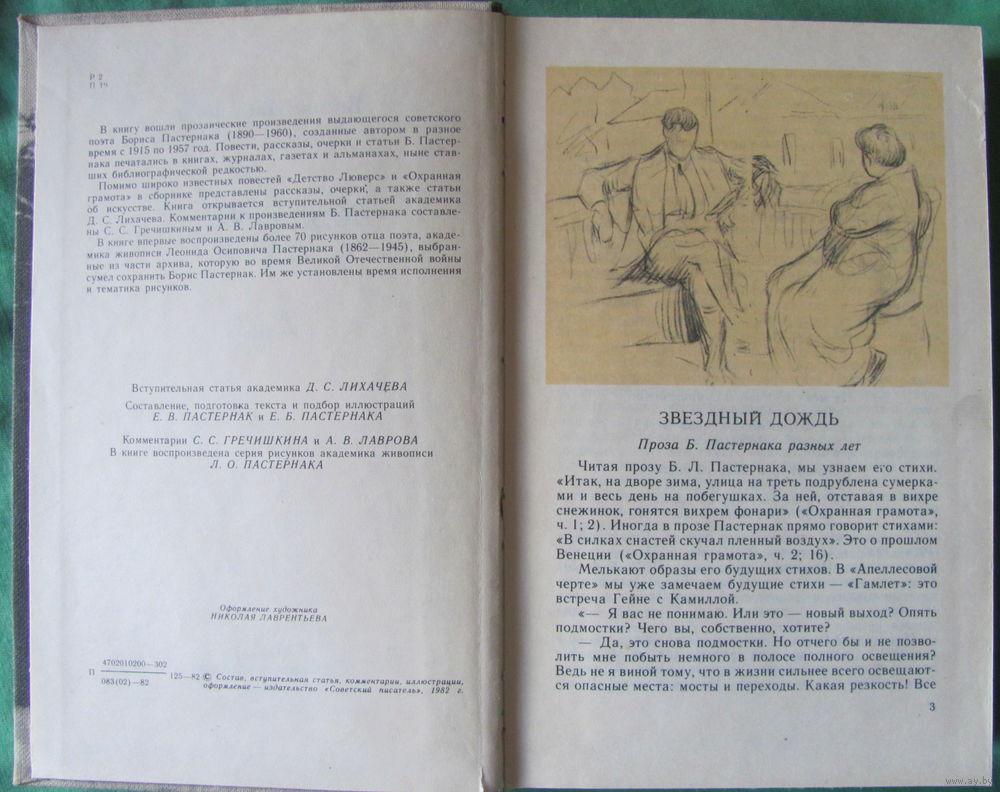 Р 2
П 19
В книгу вошли прозаические произведения выдающегося советского
поэта Бориса Пастернака (1890—1960), созданные автором в разное
время с 1915 по 1957 год. Повести, рассказы, очерки и статьи Б. Пастер-
нака печатались в книгах, журналах, газетах и альманахах, ныне став-
ших библиографической редкостью.
Помимо широко известных повестей «Детство Люверс» и «Охранная
грамота» в сборнике представлены рассказы, очерки, а также статьи
об искусстве. Книга открывается вступительной статьей академика
Д. С. Лихачева. Комментарии к произведениям Б. Пастернака составле-
ны С. С. Гречишкиным и А. В. Лавровым.
В книге впервые воспроизведены более 70 рисунков отца поэта, акаде-
мика живописи Леонида Осиповича Пастернака (1862—1945), выбран-
ные из части архива, которую во время Великой Отечественной войны
сумел сохранить Борис Пастернак. Им же установлены время исполнения
и тематика рисунков.
Вступительная статья академика Д. С. ЛИХАЧЕВА
Составление, подготовка текста и подбор иллюстраций
Е. В. ПАСТЕРНАК и Е. Б. ПАСТЕРНАКА
Комментарии С. С. ГРЕЧИШКИНА и А. В. ЛАВРОВА
В книге воспроизведена серия рисунков академика живописи
Л. О. ПАСТЕРНАКА
Оформление художника
НИКОЛАЯ ЛАВРЕНТЬЕВА
П 4702010200—302
083(02)—82
125—82 © Состав, вступительная статья, комментарии, иллюстрации,
оформление — издательство «Советский писатель», 1982 г.
ЗВЕЗДНЫЙ ДОЖДЬ
Проза Б. Пастернака разных лет
Читая прозу Б. Л. Пастернака, мы узнаем его стихи.
«Итак, на дворе зима, улица на треть подрублена сумерка-
ми и весь день на побегушках. За ней, отставая в вихре
снежинок, гонятся вихрем фонари» («Охранная грамота»,
ч. 1; 2). Иногда в прозе Пастернак прямо говорит стихами:
«В силках снастей скучал пленный воздух». Это о прошлом
Венеции («Охранная грамота», ч. 2; 16).
Мелькают образы его будущих стихов. В «Апеллесовой
черте» мы уже замечаем будущие стихи — «Гамлет»: это
встреча Гейне с Камиллой.
«— Я вас не понимаю. Или это — новый выход? Опять
подмостки? Чего вы, собственно, хотите?
— Да, это снова подмостки. Но отчего бы и не позво-
лить мне побыть немного в полосе полного освещения?
Ведь не я виной тому, что в жизни сильнее всего освещают-
ся опасные места: мосты и переходы. Какая резкость! Все
3
www.ay.by